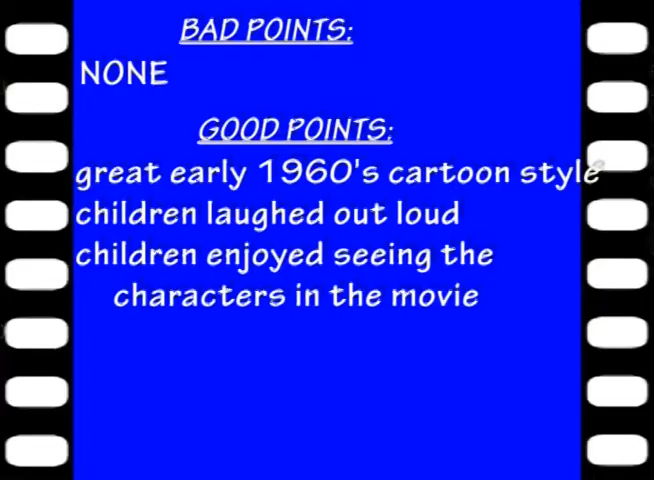 BAD POINTS:
NONE
GOOD POINTS:
great early 1960's cartoon style
children laughed out loud
children enjoyed seeing the
characters in the movie